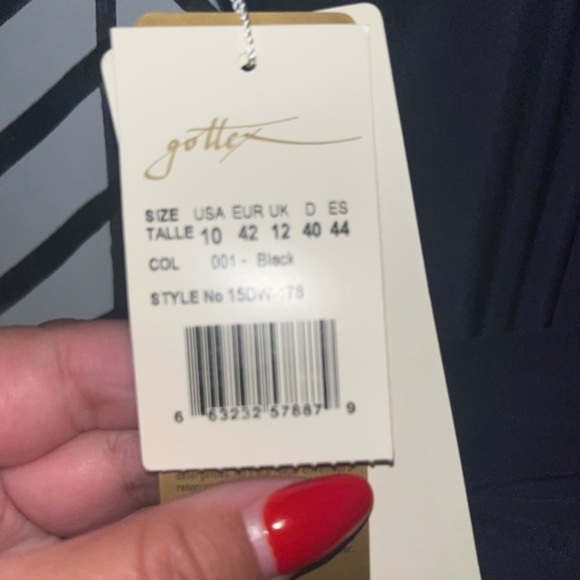 gottex
SIZE USA EUR UK D ES
TALLE 10 42 12 40 44
COL 001 - Black
STYLE No 15DW-178
6 63232 57887 9